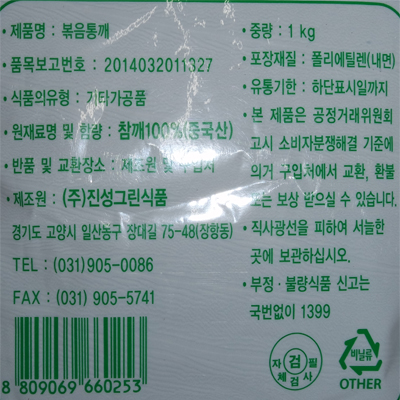 • 제품명 : 볶음통깨
• 품목보고번호 : 2014032011327
• 식품의유형 : 기타가공품
• 원재료명 및 함량 : 참깨100%(중국산)
• 반품 및 교환장소 : 제조원 및 구입처
• 제조원 : (주)진성그린식품
경기도 고양시 일산동구 장대길 75-48(장항동)
TEL : (031)905-0086
FAX : (031) 905-5741
8 809069 660253
• 중량 : 1 kg
• 포장재질 : 폴리에틸렌(내면)
• 유통기한 : 하단표시일까지
• 본 제품은 공정거래위원회
고시 소비자분쟁해결 기준에
의거 구입처에서 교환, 환불
또는 보상 받으실 수 있습니다.
• 직사광선을 피하여 서늘한
곳에 보관하십시오.
• 부정·불량식품 신고는
국번없이 1399
자 검 필
체 검 사
비닐류
OTHER